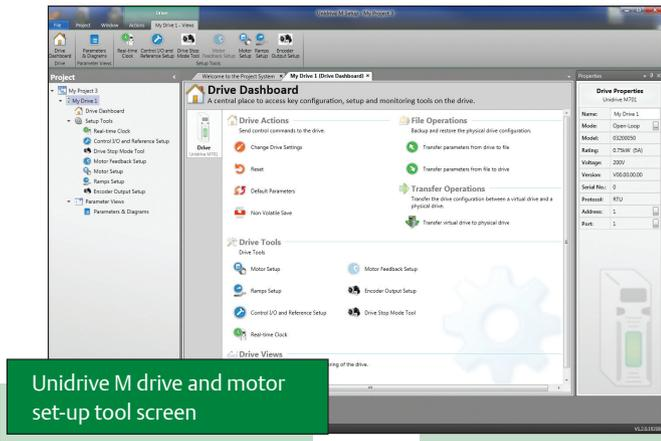 Unidrive M Setup - My Project 3
Drive
File Project Window Actions My Drive 1 - Views
Drive Dashboard
Parameters & Diagrams
Real-time Clock
Control I/O and Reference Setup
Drive Stop Mode Tool
Motor Feedback Setup
Motor Setup
Ramps Setup
Encoder Output Setup
Drive
Parameter Views
Setup Tools
Project
My Project 3
My Drive 1
Drive Dashboard
Setup Tools
Real-time Clock
Control I/O and Reference Setup
Drive Stop Mode Tool
Motor Feedback Setup
Motor Setup
Ramps Setup
Encoder Output Setup
Parameter Views
Parameters & Diagrams
Welcome to the Project System
My Drive 1 (Drive Dashboard)
Drive Dashboard
A central place to access key configuration, setup and monitoring tools on the drive.
Drive
Unidrive M701
Drive Actions
Send control commands to the drive.
Change Drive Settings
Reset
Default Parameters
Non Volatile Save
File Operations
Backup and restore the physical drive configuration.
Transfer parameters from drive to file
Transfer parameters from file to drive
Transfer Operations
Transfer the drive configuration between a virtual drive and a
physical drive.
Transfer virtual drive to physical drive
Drive Tools
Drive Tools
Motor Setup
Motor Feedback Setup
Ramps Setup
Encoder Output Setup
Control I/O and Reference Setup
Drive Stop Mode Tool
Real-time Clock
Drive Views
ing of the drive.
Properties
Drive Properties
Unidrive M701
Name: My Drive 1
Mode: Open-Loop
Model: 03200050
Rating: 0.75kW (5A)
Voltage: 200V
Version: V00.00.00.00
Serial No.: 0
Protocol: RTU
Address: 1
Port: 1
Unidrive M drive and motor
set-up tool screen